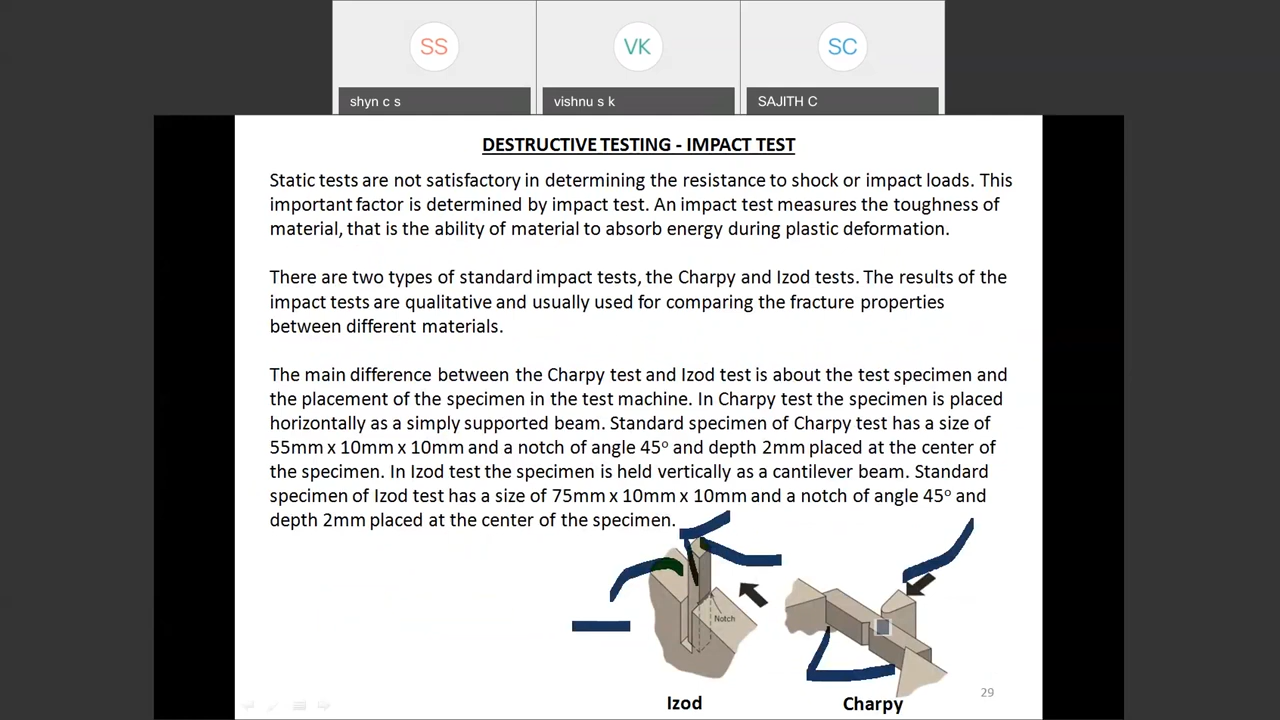 SS
VK
SC
shyn c s
vishnu s k
SAJITH C
DESTRUCTIVE TESTING - IMPACT TEST
Static tests are not satisfactory in determining the resistance to shock or impact loads. This
important factor is determined by impact test. An impact test measures the toughness of
material, that is the ability of material to absorb energy during plastic deformation.
There are two types of standard impact tests, the Charpy and Izod tests. The results of the
impact tests are qualitative and usually used for comparing the fracture properties
between different materials.
The main difference between the Charpy test and Izod test is about the test specimen and
the placement of the specimen in the test machine. In Charpy test the specimen is placed
horizontally as a simply supported beam. Standard specimen of Charpy test has a size of
55mm x 10mm x 10mm and a notch of angle 45° and depth 2mm placed at the center of
the specimen. In Izod test the specimen is held vertically as a cantilever beam. Standard
specimen of Izod test has a size of 75mm x 10mm x 10mm and a notch of angle 45° and
depth 2mm placed at the center of the specimen.
Notch
Izod
Charpy
29